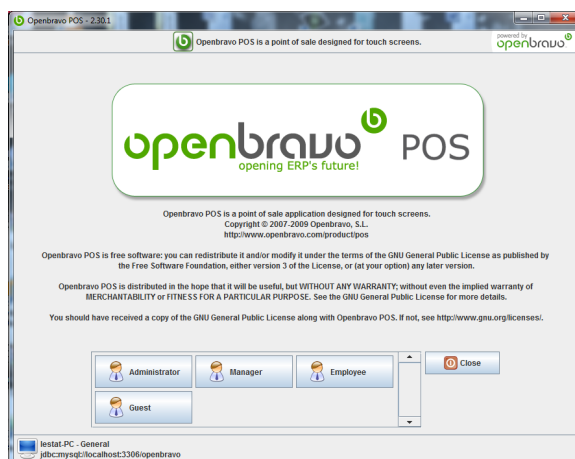 Openbravo POS - 2.30.1
Openbravo POS is a point of sale designed for touch screens.
powered by
openbravo
openbravo POS
opening ERP's future!
Openbravo POS is a point of sale application designed for touch screens.
Copyright © 2007-2009 Openbravo, S.L.
http://www.openbravo.com/product/pos
Openbravo POS is free software: you can redistribute it and/or modify it under the terms of the GNU General Public License as published by
the Free Software Foundation, either version 3 of the License, or (at your option) any later version.
Openbravo POS is distributed in the hope that it will be useful, but WITHOUT ANY WARRANTY; without even the implied warranty of
MERCHANTABILITY or FITNESS FOR A PARTICULAR PURPOSE. See the GNU General Public License for more details.
You should have received a copy of the GNU General Public License along with Openbravo POS. If not, see http://www.gnu.org/licenses/.
Administrator
Manager
Employee
Close
Guest
lestat-PC - General
jdbc:mysql://localhost:3306/openbravo